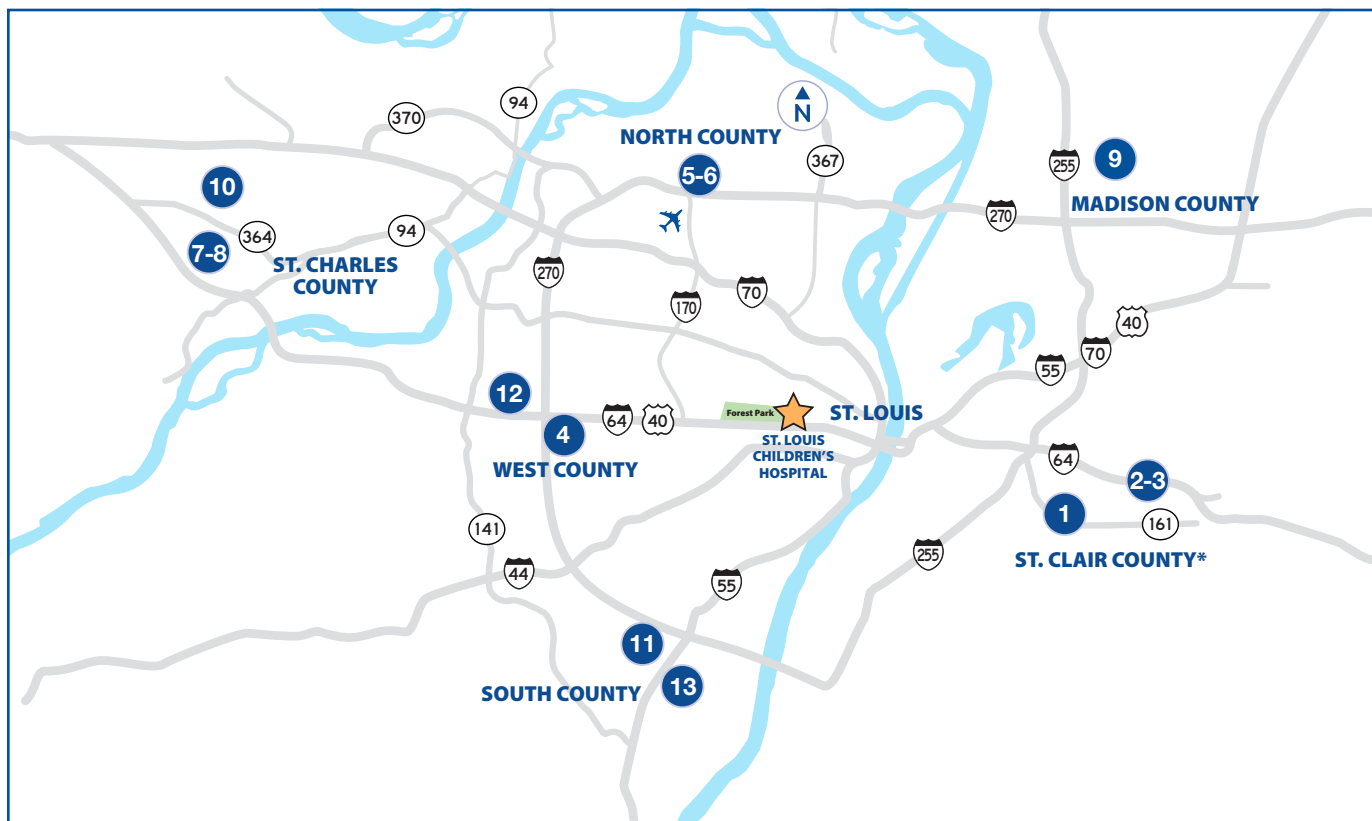 94
370
N
NORTH COUNTY
367
255
9
5-6
10
MADISON COUNTY
270
364
94
7-8
ST. CHARLES
COUNTY
270
170
70
40
70
55
12
Forest Park
ST. LOUIS
64
40
4
ST. LOUIS
CHILDREN'S
HOSPITAL
WEST COUNTY
64
2-3
1
161
141
255
ST. CLAIR COUNTY*
44
55
11
13
SOUTH COUNTY